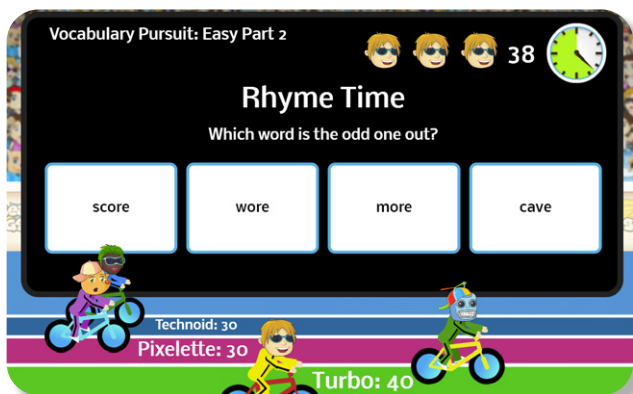 Vocabulary Pursuit: Easy Part 2
38
Rhyme Time
Which word is the odd one out?
score
wore
more
cave
Technoid: 30
Pixelette: 30
Turbo: 40